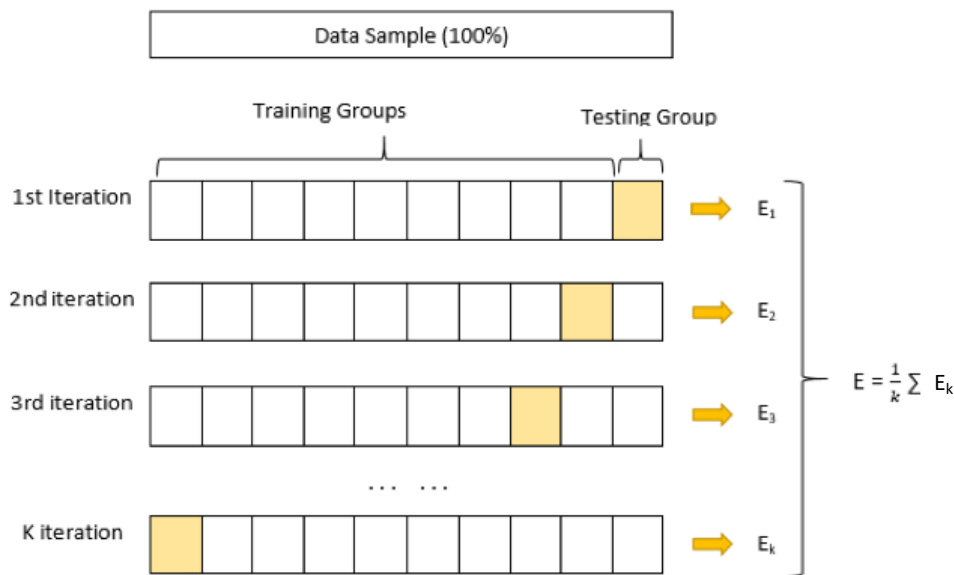 Data Sample (100%)
Training Groups
Testing Group
1st Iteration
E₁
2nd iteration
E₂
E = 1/k ∑ Eₖ
3rd iteration
E₃
... ...
K iteration
Eₖ